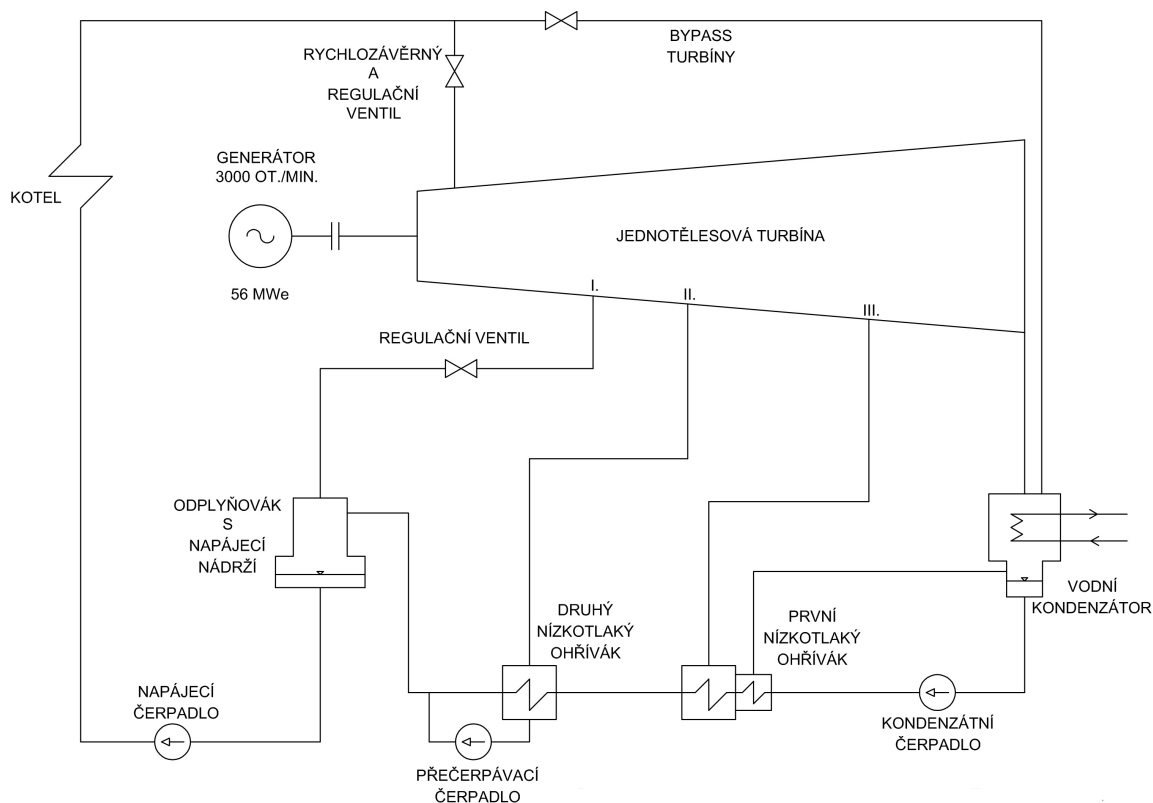 BYPASS
TURBÍNY
RYCHLOZÁVĚRNÝ
A
REGULAČNÍ
VENTIL
GENERÁTOR
3000 OT./MIN.
KOTEL
JEDNOTĚLESOVÁ TURBÍNA
56 MWe
I.
II.
III.
REGULAČNÍ VENTIL
ODPLYŇOVÁK
S
NAPÁJECÍ
NÁDRŽÍ
VODNÍ
KONDENZÁTOR
DRUHÝ
NÍZKOTLAKÝ
OHŘÍVÁK
PRVNÍ
NÍZKOTLAKÝ
OHŘÍVÁK
NAPÁJECÍ
ČERPADLO
KONDENZÁTNÍ
ČERPADLO
PŘEČERPÁVACÍ
ČERPADLO